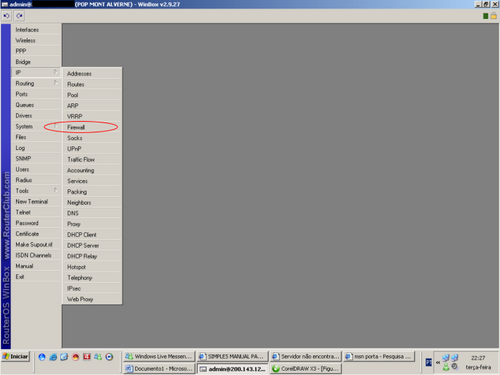 admin@ (POP MONT ALVERNE) - WinBox v2.9.27
Interfaces
Wireless
PPP
Bridge
IP
Routing
Ports
Queues
Drivers
System
Files
Log
SNMP
Users
Radius
Tools
New Terminal
Telnet
Password
Certificate
Make Supout.rif
ISDN Channels
Manual
Exit
Addresses
Routes
Pool
ARP
VRRP
Firewall
Socks
UPnP
Traffic Flow
Accounting
Services
Packing
Neighbors
DNS
Proxy
DHCP Client
DHCP Server
DHCP Relay
Hotspot
Telephony
IPsec
Web Proxy
RouterOS WinBox www.RouterClub.com
Iniciar
Windows Live Messen...
SIMPLES MANUAL PA...
Servidor não encontra...
msn porta - Pesquisa ...
Documento1 - Microso...
admin@200.143.12...
CorelDRAW X3 - [Figu...
PT
22:27
terça-feira